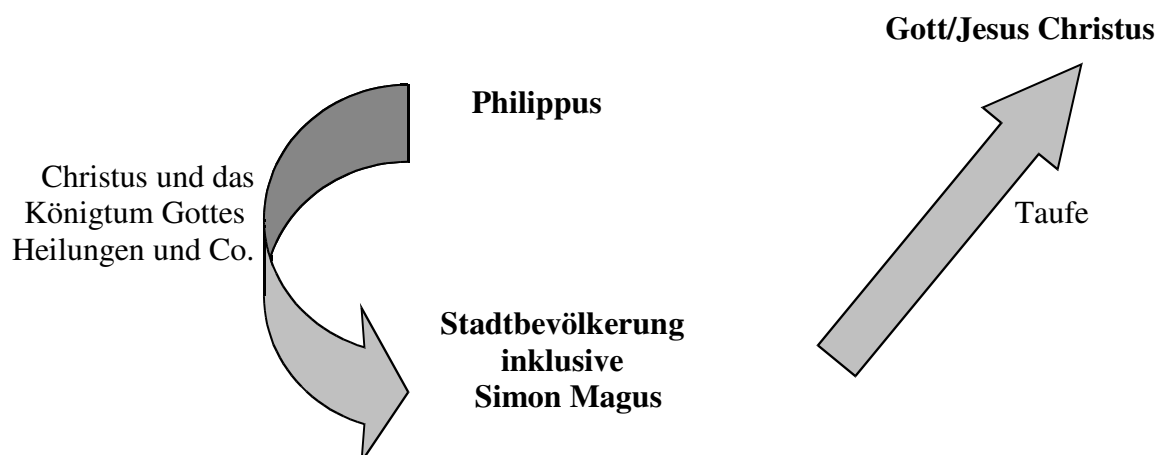 Gott/Jesus Christus
Philippus
Christus und das
Königtum Gottes
Heilungen und Co.
Taufe
Stadtbevölkerung
inklusive
Simon Magus